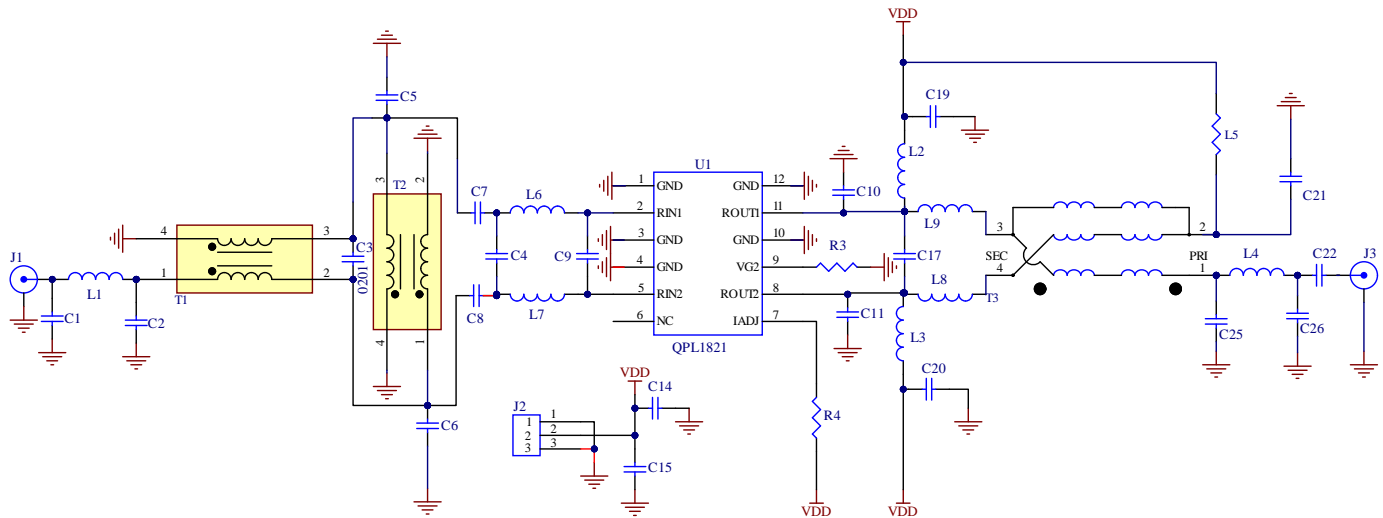 VDD
C5
C19
L5
L2
3
T2
2
U1
1
GND
GND
12
C10
C21
C7
L6
2
RIN1
ROUT1
11
L9
4
3
3
GND
GND
10
R3
C17
3
2
J1
C3
0201
C4
C9
4
GND
VG2
9
SEC
PRI
L4
C22
J3
L1
1
2
T1
5
RIN2
ROUT2
8
L8
4
1
T3
C1
C2
C8
L7
6
NC
IADJ
7
C11
L3
C25
C26
4
1
QPL1821
VDD
C14
C20
C6
J2
1
1
2
2
3
3
R4
C15
VDD
VDD